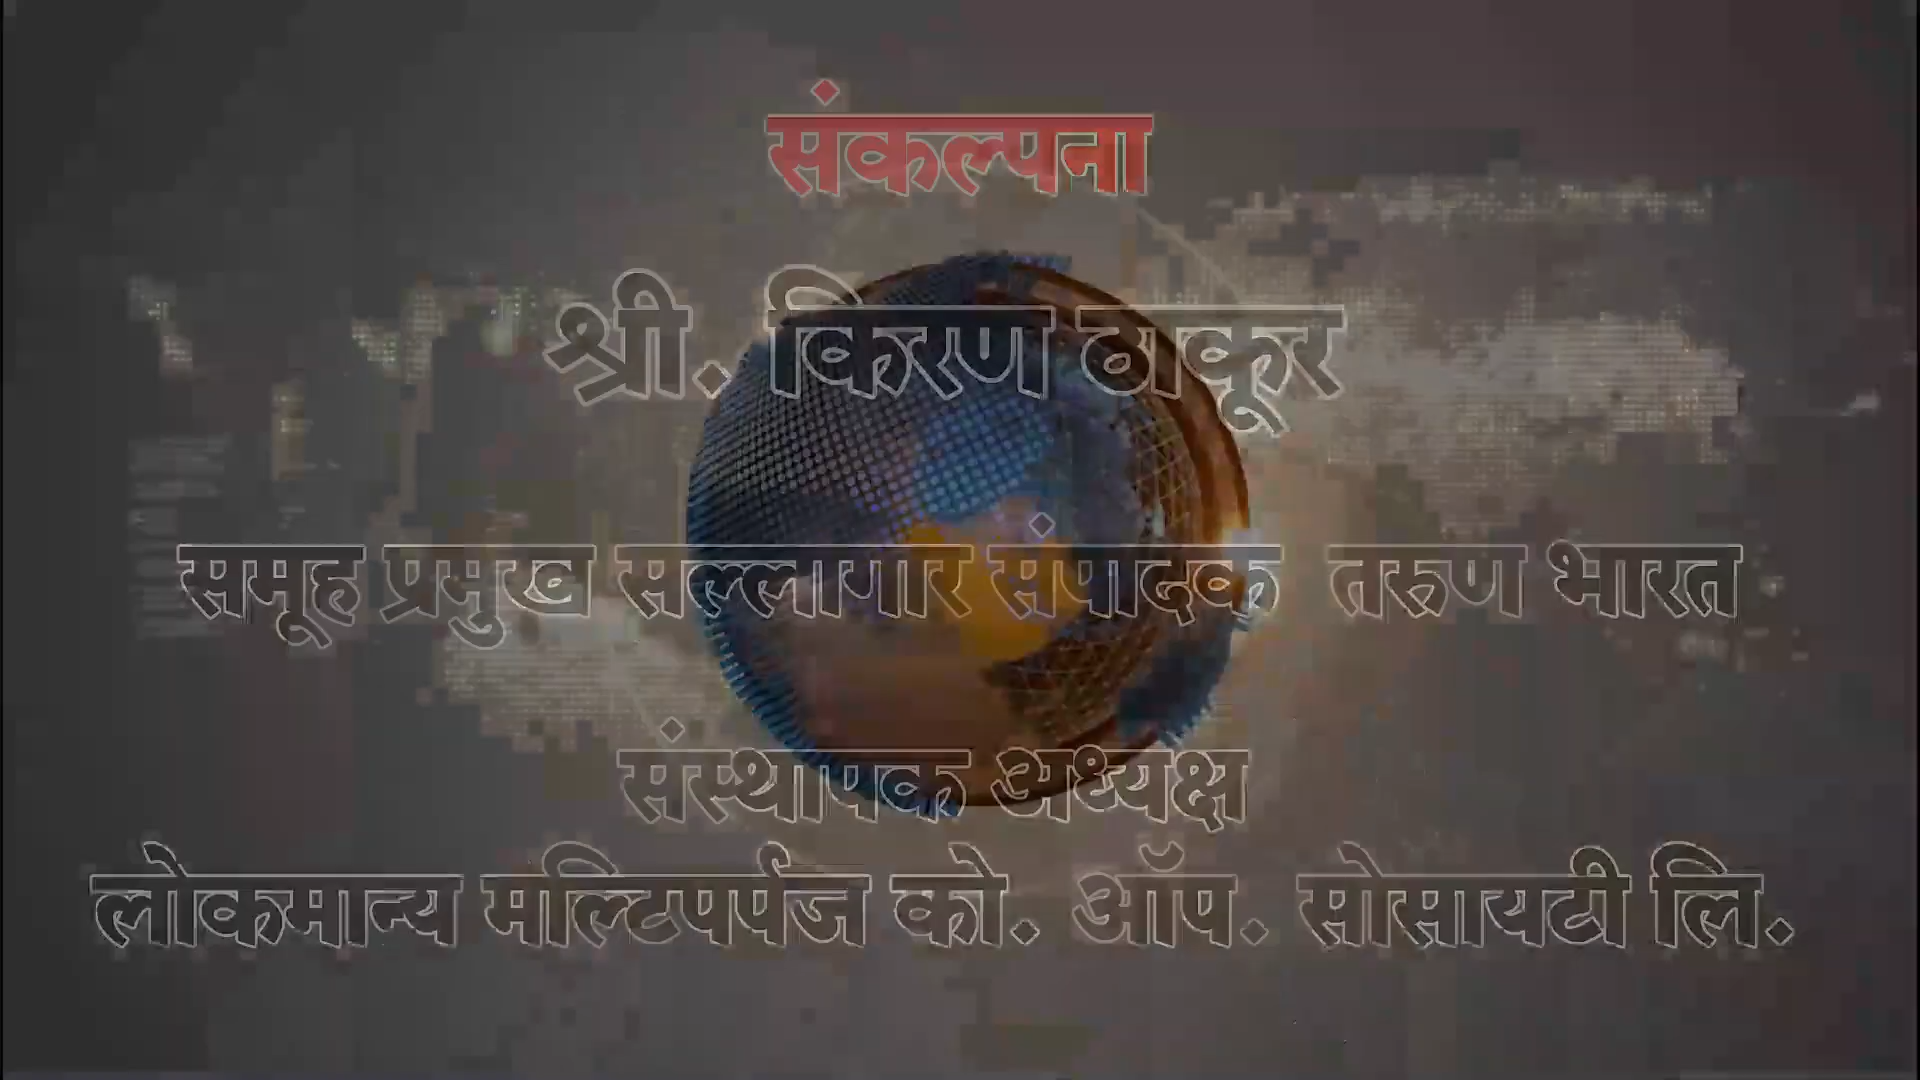 संकल्पना
श्री. किरण ठाकूर
समूह प्रमुख सल्लागार संपादक तरुण भारत
संस्थापक अध्यक्ष
लोकमान्य मल्टिपर्पज को. ऑप. सोसायटी लि.